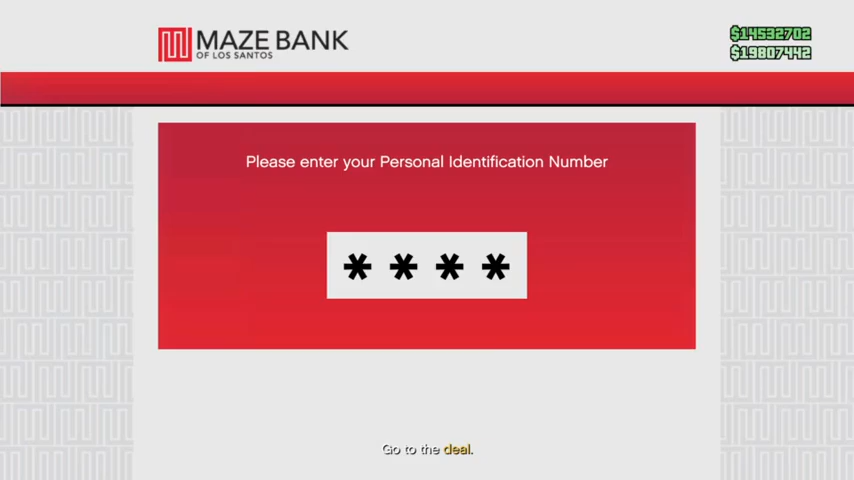 MAZE BANK
OF LOS SANTOS
$14532702
$19807442
Please enter your Personal Identification Number
* * * *
Go to the deal.